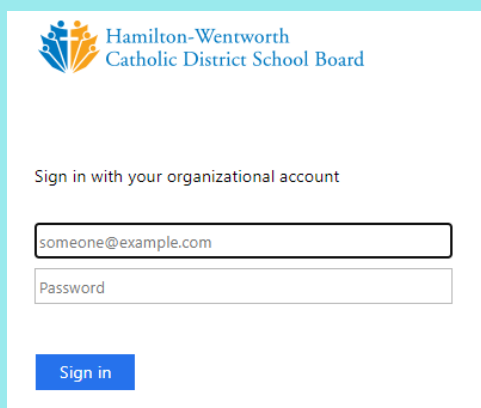 Hamilton-Wentworth
Catholic District School Board
Sign in with your organizational account
someone@example.com
Password
Sign in